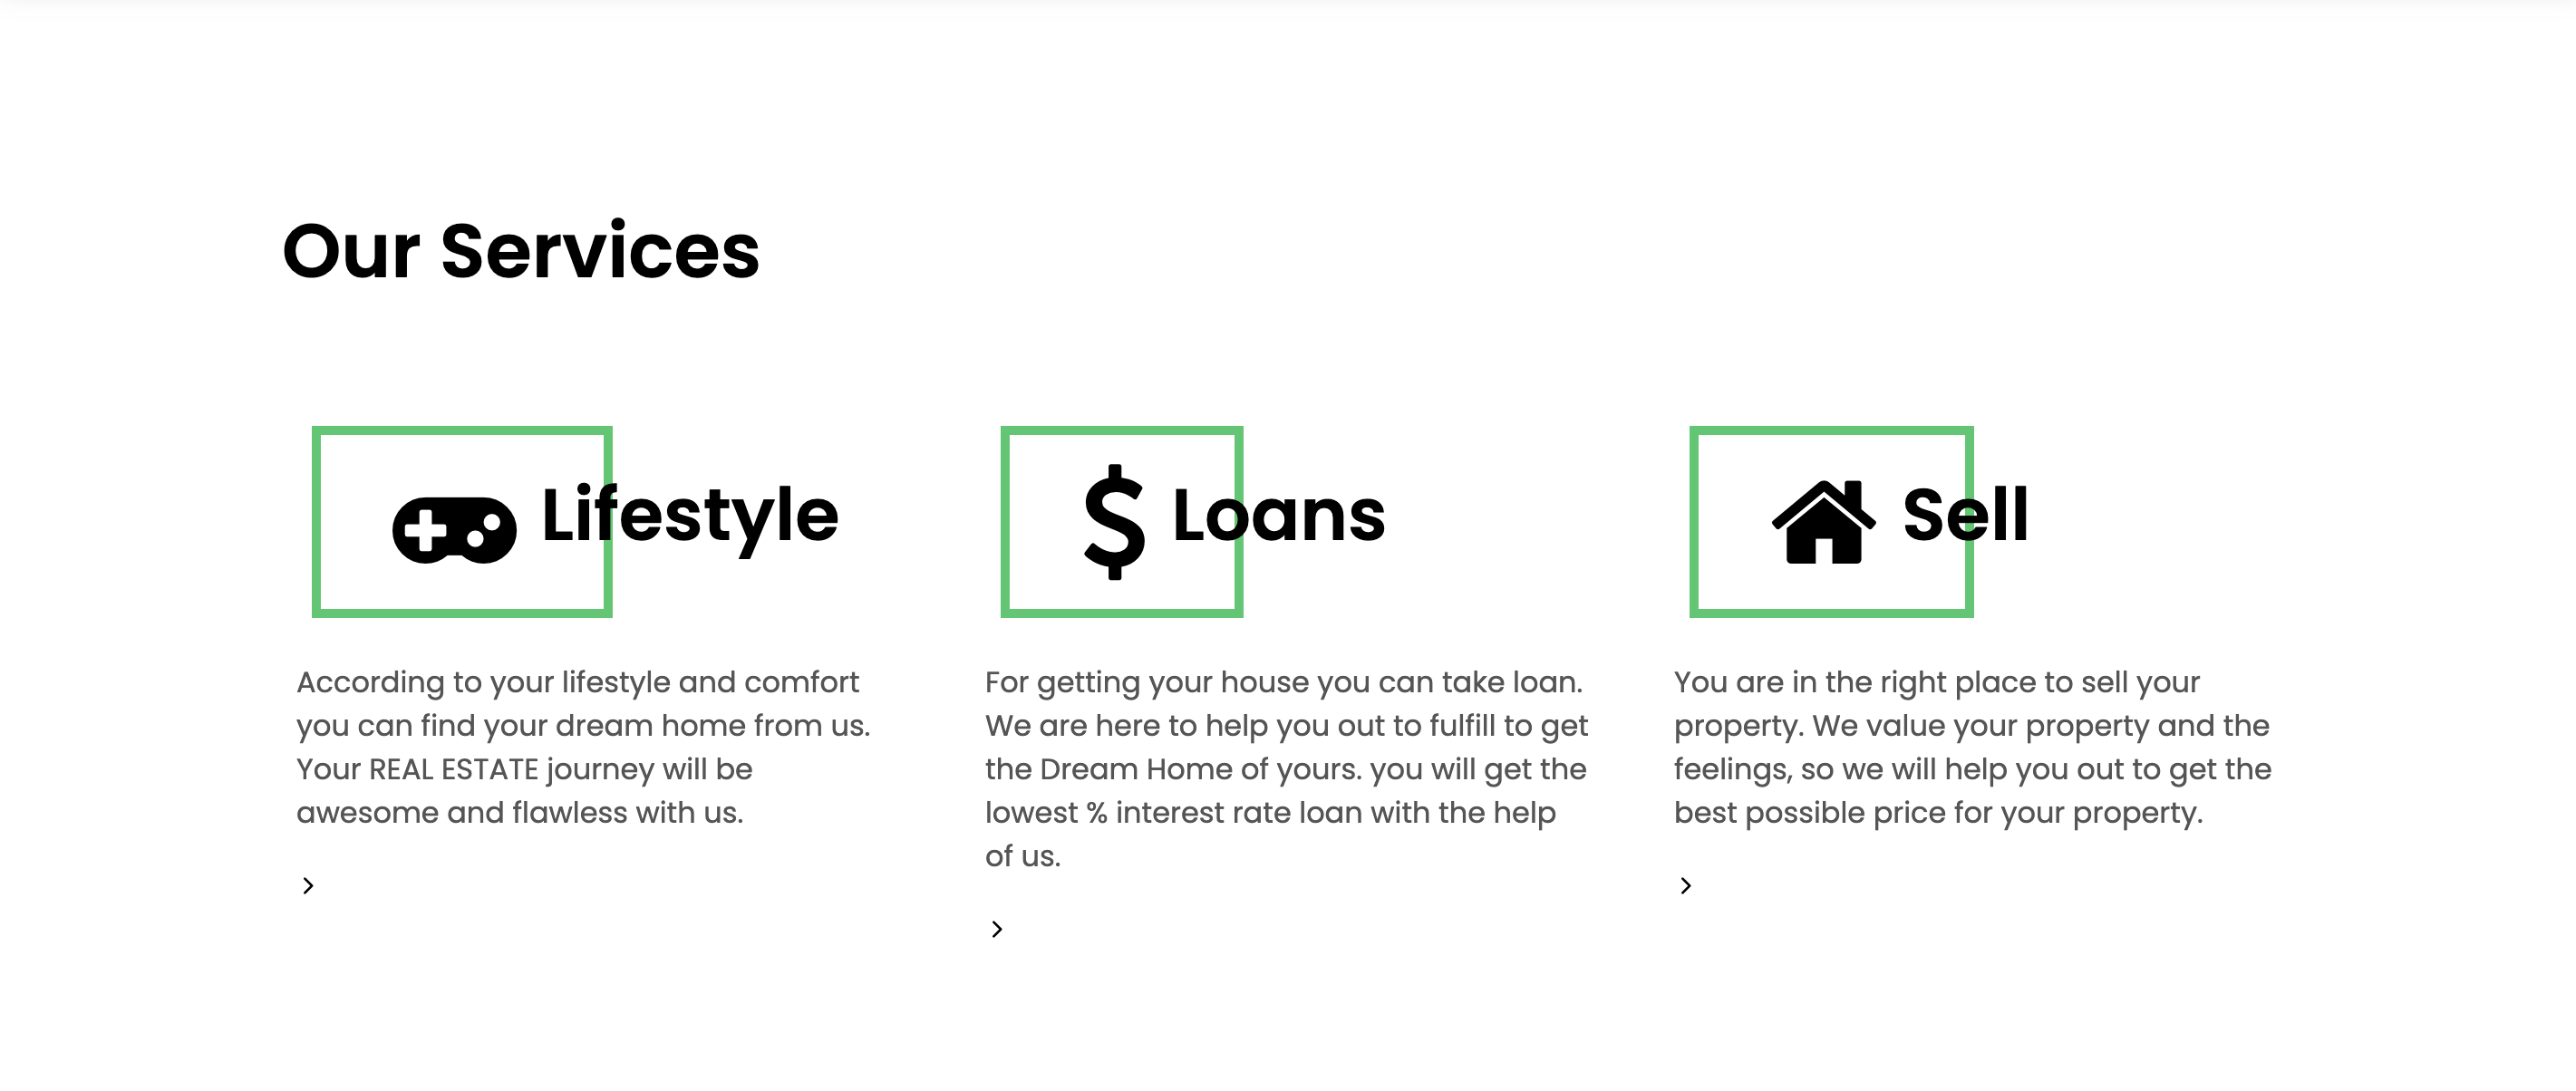 Our Services
Lifestyle
According to your lifestyle and comfort
you can find your dream home from us.
Your REAL ESTATE journey will be
awesome and flawless with us.
Loans
For getting your house you can take loan.
We are here to help you out to fulfill to get
the Dream Home of yours. you will get the
lowest % interest rate loan with the help
of us.
Sell
You are in the right place to sell your
property. We value your property and the
feelings, so we will help you out to get the
best possible price for your property.